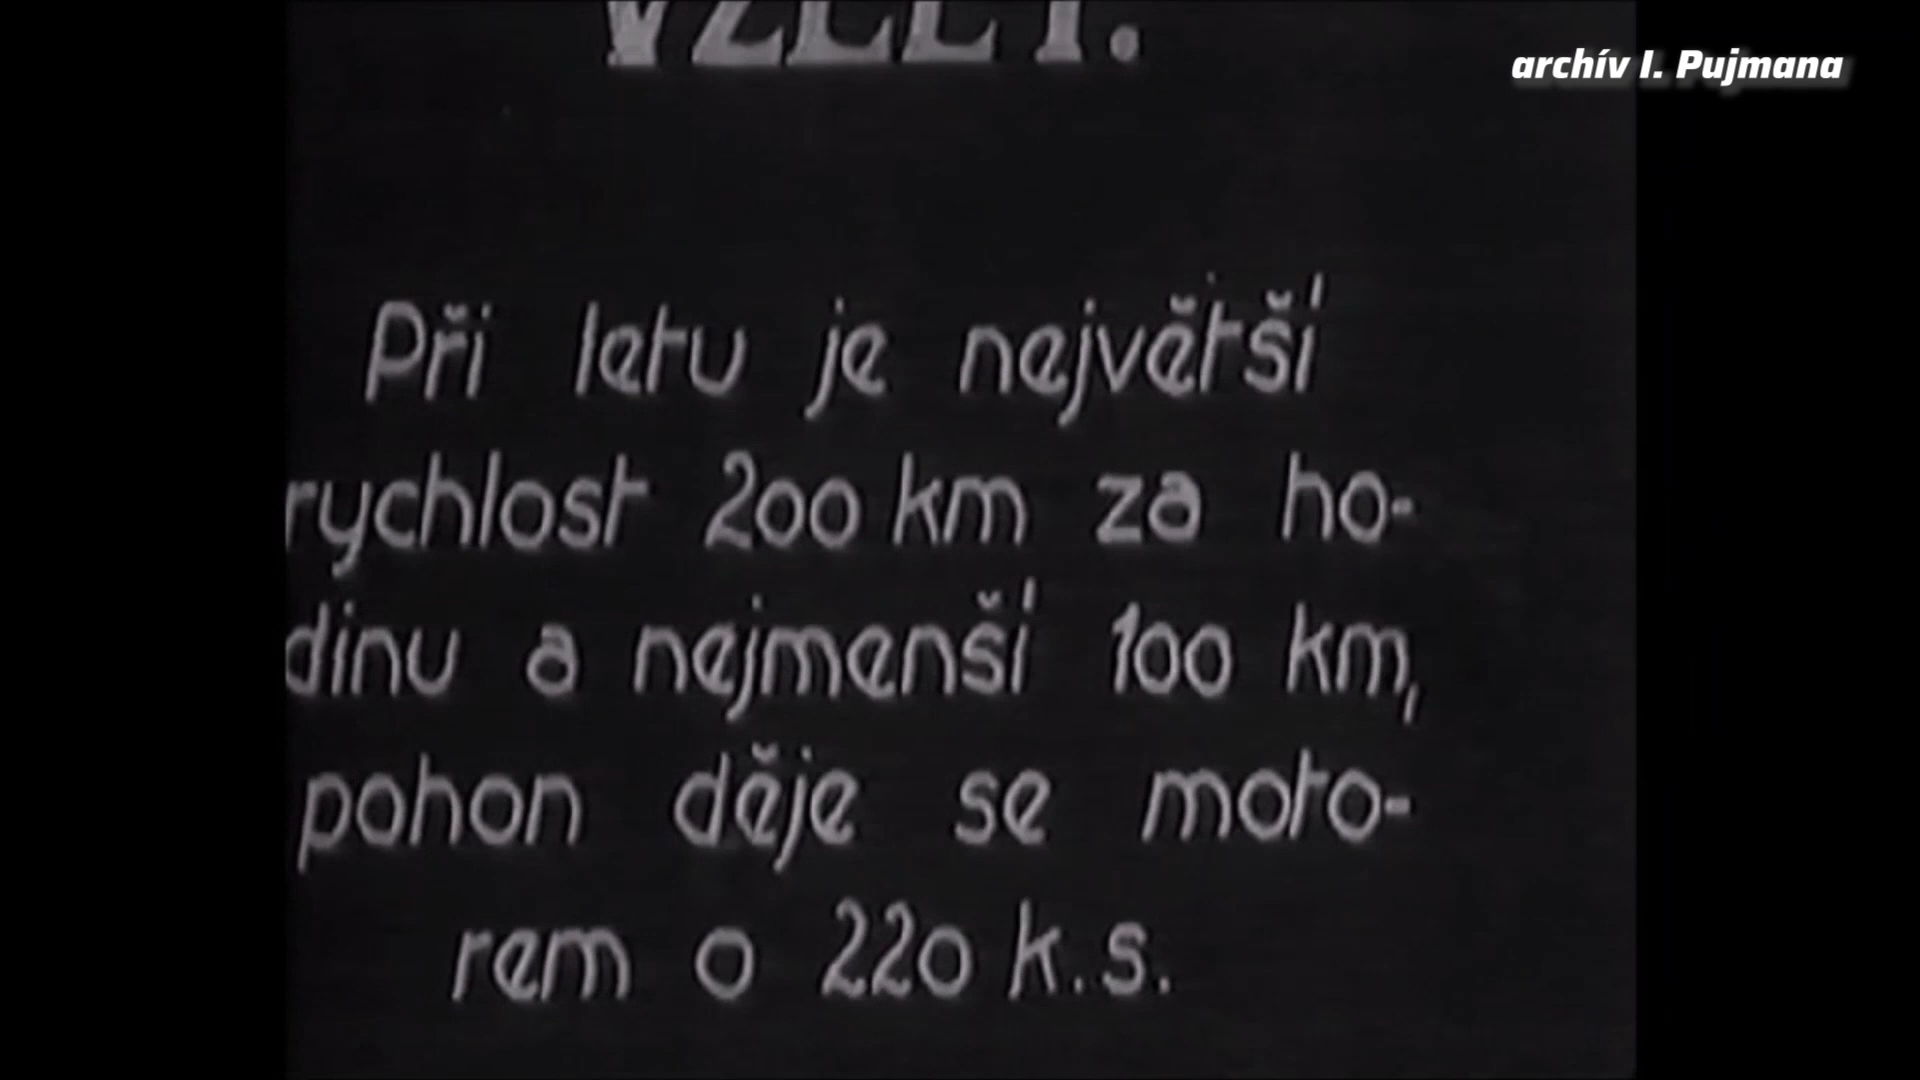 VZLET.
archív I. Pujmana
Při letu je největší
rychlost 200 km za ho-
dinu a nejmenší 100 km,
pohon děje se moto-
rem o 220 k.s.